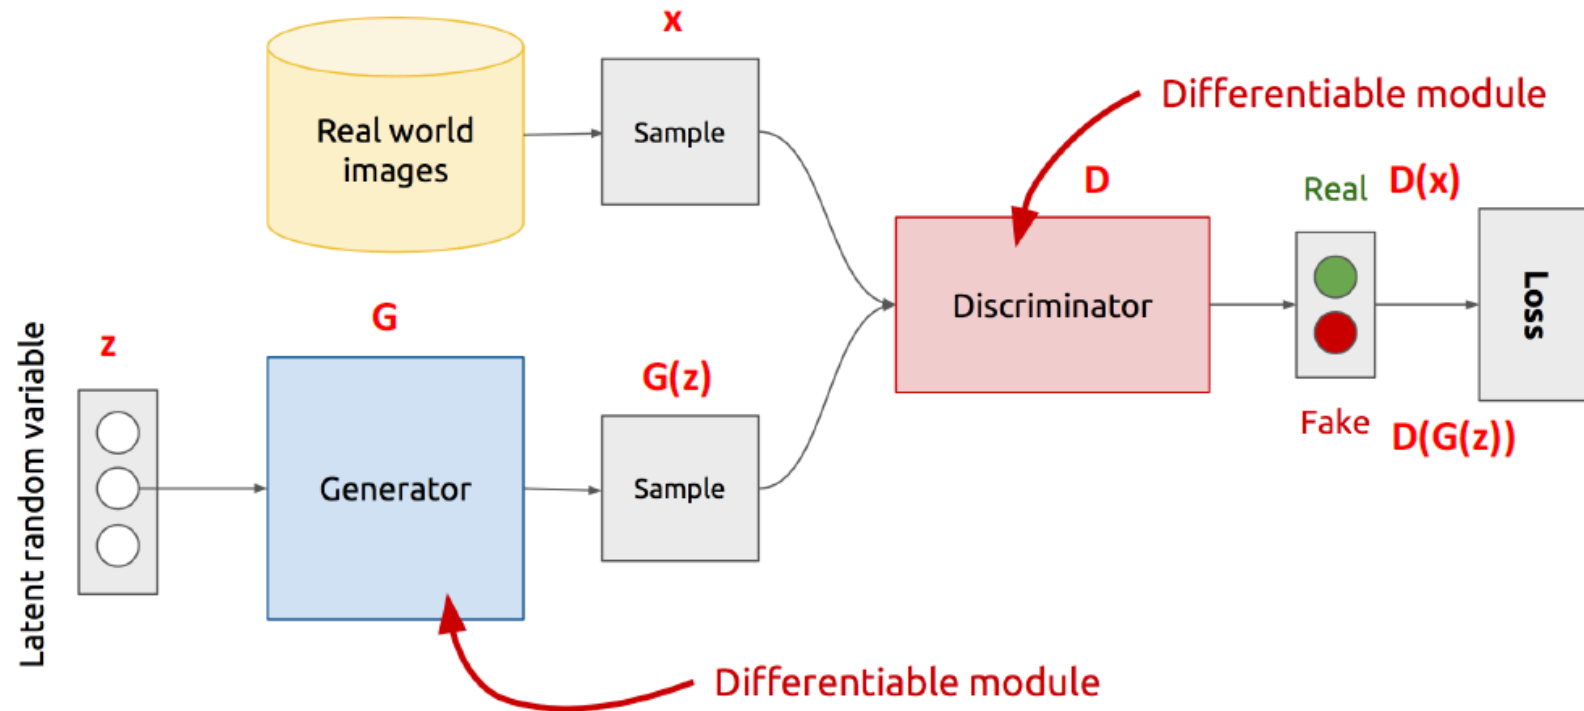 x
Real world
images
Sample
Differentiable module
D
Real
D(x)
Discriminator
Loss
Latent random variable
z
G
Generator
G(z)
Sample
Fake
D(G(z))
Differentiable module